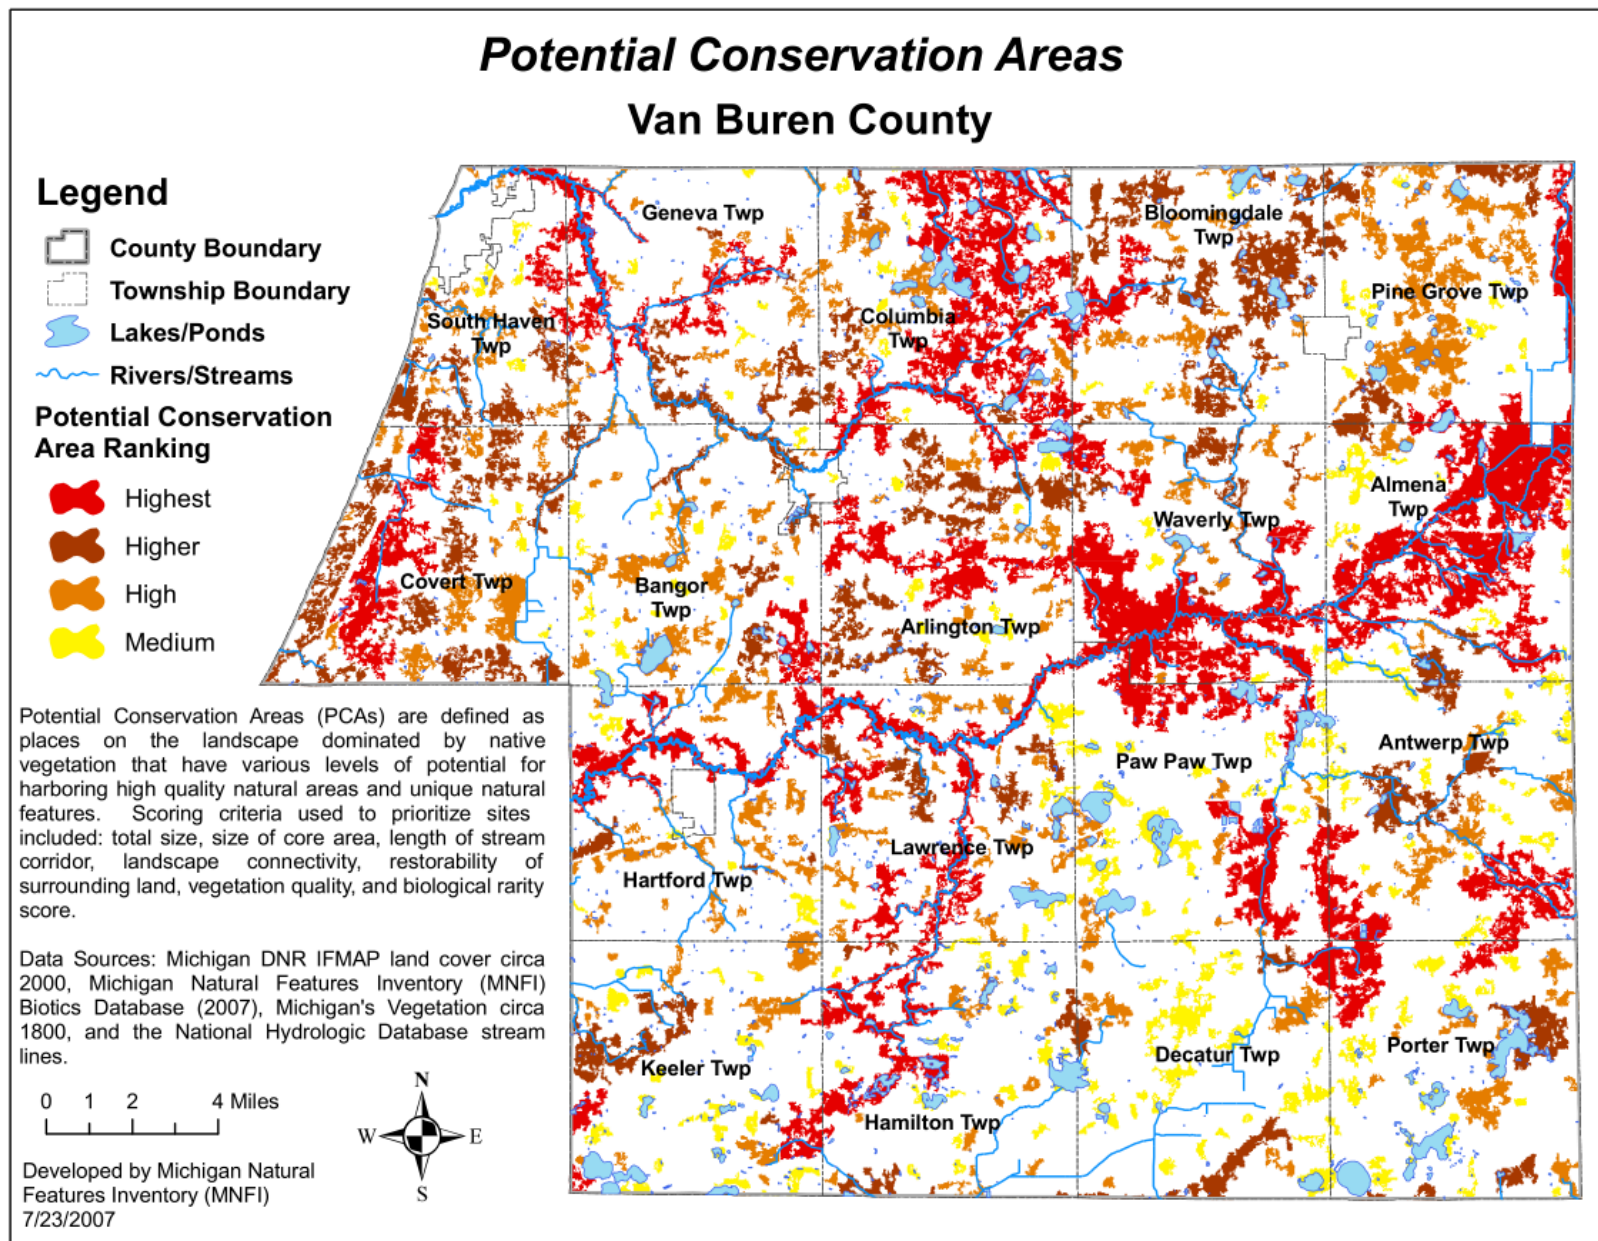 Potential Conservation Areas
Van Buren County
Legend
County Boundary
Township Boundary
Lakes/Ponds
Rivers/Streams
Potential Conservation
Area Ranking
Highest
Higher
High
Medium
Potential Conservation Areas (PCAs) are defined as
places on the landscape dominated by native
vegetation that have various levels of potential for
harboring high quality natural areas and unique natural
features. Scoring criteria used to prioritize sites
included: total size, size of core area, length of stream
corridor, landscape connectivity, restorability of
surrounding land, vegetation quality, and biological rarity
score.
Data Sources: Michigan DNR IFMAP land cover circa
2000, Michigan Natural Features Inventory (MNFI)
Biotics Database (2007), Michigan's Vegetation circa
1800, and the National Hydrologic Database stream
lines.
0 1 2 4 Miles
N
W E
S
Developed by Michigan Natural
Features Inventory (MNFI)
7/23/2007
Geneva Twp
Bloomingdale
Twp
Pine Grove Twp
South Haven
Twp
Columbia
Twp
Almena
Twp
Waverly Twp
Covert Twp
Bangor
Twp
Arlington Twp
Antwerp Twp
Paw Paw Twp
Lawrence Twp
Hartford Twp
Porter Twp
Decatur Twp
Keeler Twp
Hamilton Twp